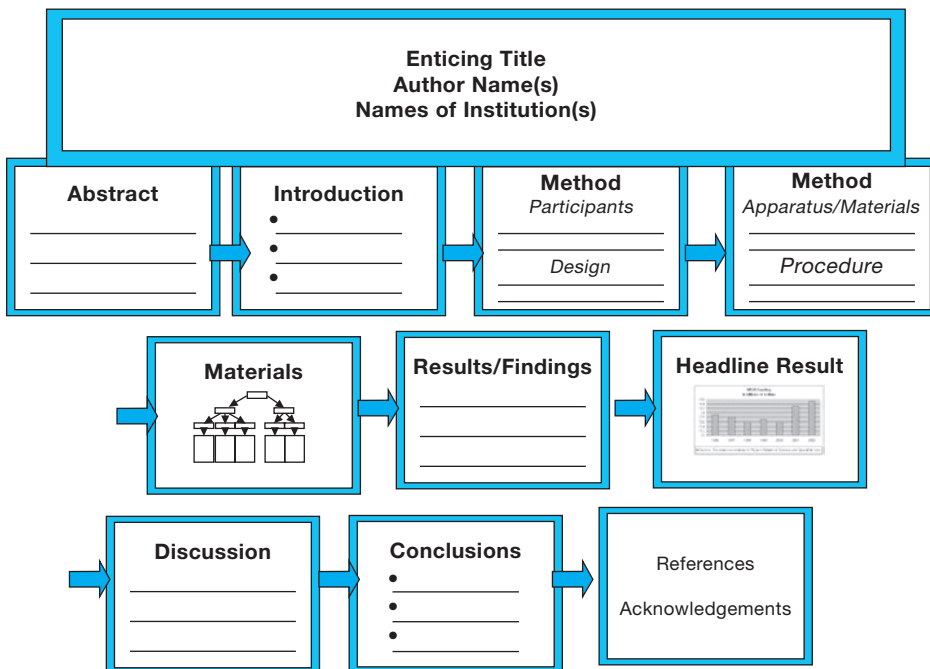 Enticing Title
Author Name(s)
Names of Institution(s)
Abstract
Introduction
Method
Participants
Design
Method
Apparatus/Materials
Procedure
Materials
Results/Findings
Headline Result
Discussion
Conclusions
References
Acknowledgements